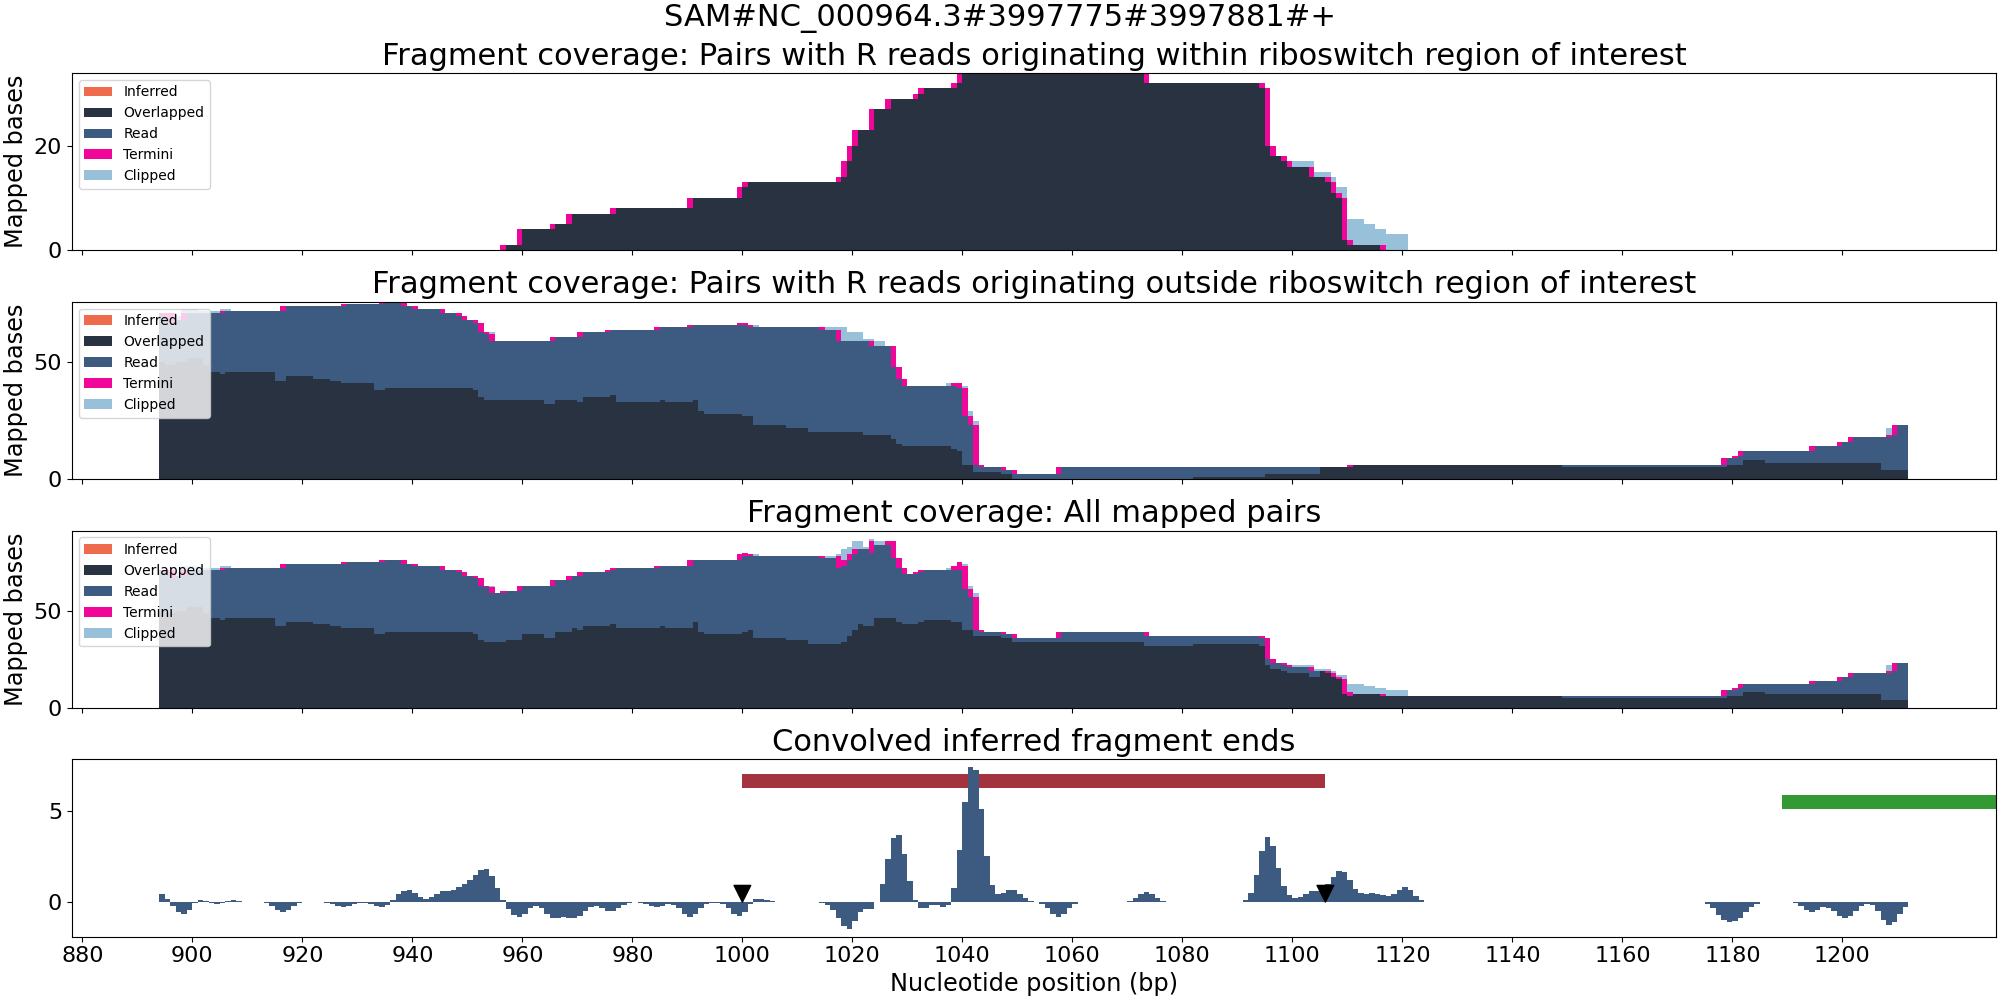 SAM#NC_000964.3#3997775#3997881#+
Fragment coverage: Pairs with R reads originating within riboswitch region of interest
Mapped bases
20
0
Inferred
Overlapped
Read
Termini
Clipped
Fragment coverage: Pairs with R reads originating outside riboswitch region of interest
Mapped bases
50
0
Inferred
Overlapped
Read
Termini
Clipped
Fragment coverage: All mapped pairs
Mapped bases
50
0
Inferred
Overlapped
Read
Termini
Clipped
Convolved inferred fragment ends
5
0
880 900 920 940 960 980 1000 1020 1040 1060 1080 1100 1120 1140 1160 1180 1200
Nucleotide position (bp)